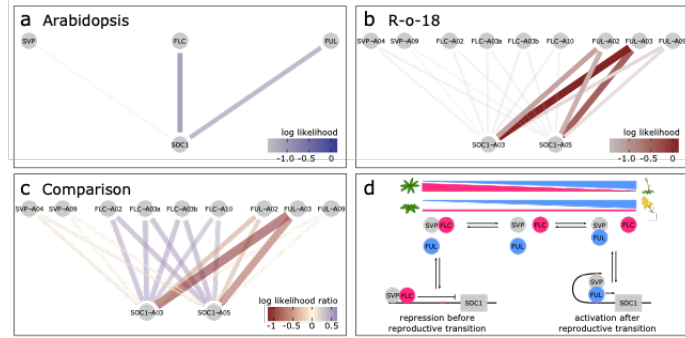 a Arabidopsis
SVP
FLC
FUL
SOC1
log likelihood
-1.0 -0.5 0
b R-o-18
SVP-A04 SVP-A09 FLC-A02 FLC-A03a FLC-A03b FLC-A10 FUL-A02 FUL-A03 FUL-A09
SOC1-A03 SOC1-A05
log likelihood
-1.0 -0.5 0
c Comparison
SVP-A04 SVP-A09 FLC-A02 FLC-A03a FLC-A03b FLC-A10 FUL-A02 FUL-A03 FUL-A09
SOC1-A03 SOC1-A05
log likelihood ratio
-1 -0.5 0 0.5
d
SVP FLC SVP FLC SVP FLC
FUL FUL FUL
SVP FLC SOC1
SVP
FUL SOC1
repression before
reproductive transition
activation after
reproductive transition